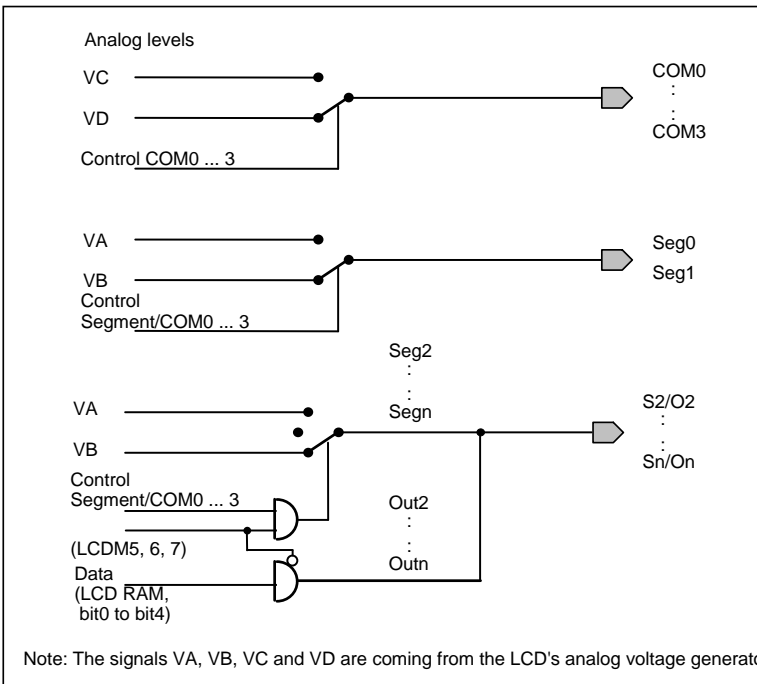 Analog levels
VC
VD
Control COM0 ... 3
COM0
:
:
COM3
VA
VB
Control
Segment/COM0 ... 3
Seg0
Seg1
Seg2
:
:
Segn
VA
VB
Control
Segment/COM0 ... 3
S2/O2
:
:
Sn/On
(LCDM5, 6, 7)
Data
(LCD RAM,
bit0 to bit4)
Out2
:
:
Outn
Note: The signals VA, VB, VC and VD are coming from the LCD's analog voltage generato